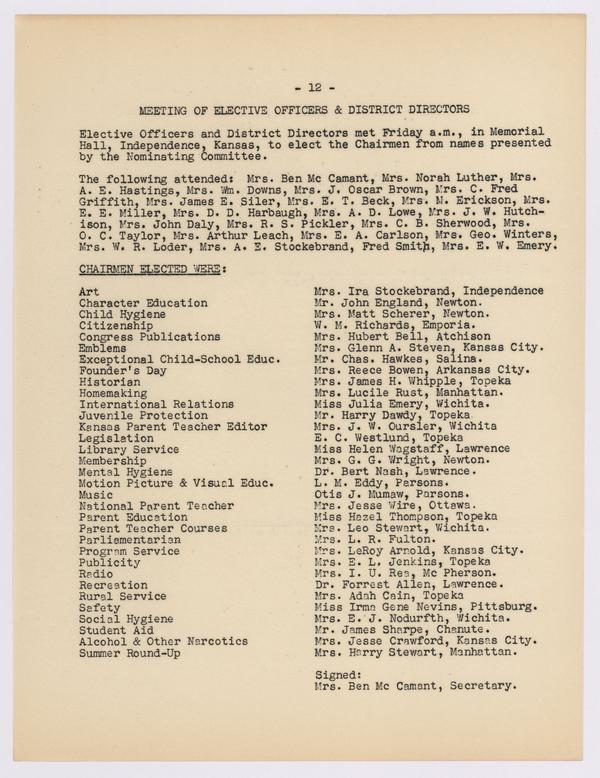 - 12 -
MEETING OF ELECTIVE OFFICERS & DISTRICT DIRECTORS
Elective Officers and District Directors met Friday a.m., in Memorial
Hall, Independence, Kansas, to elect the Chairmen from names presented
by the Nominating Committee.
The following attended: Mrs. Ben Mc Camant, Mrs. Norah Luther, Mrs.
A. E. Hastings, Mrs. Wm. Downs, Mrs. J. Oscar Brown, Mrs. C. Fred
Griffith, Mrs. James E. Siler, Mrs. E. T. Beck, Mrs. M. Erickson, Mrs.
E. E. Miller, Mrs. D. D. Harbaugh, Mrs. A. D. Lowe, Mrs. J. W. Hutch-
ison, Mrs. John Daly, Mrs. R. S. Pickler, Mrs. C. B. Sherwood, Mrs.
O. C. Taylor, Mrs. Arthur Leach, Mrs. E. A. Carlson, Mrs. Geo. Winters,
Mrs. W. R. Loder, Mrs. A. E. Stockebrand, Fred Smith, Mrs. E. W. Emery.
CHAIRMEN ELECTED WERE:
Art Mrs. Ira Stockebrand, Independence
Character Education Mr. John England, Newton.
Child Hygiene Mrs. Matt Scherer, Newton.
Citizenship W. M. Richards, Emporia.
Congress Publications Mrs. Hubert Bell, Atchison
Emblems Mrs. Glenn A. Steven, Kansas City.
Exceptional Child-School Educ. Mr. Chas. Hawkes, Salina.
Founder's Day Mrs. Reece Bowen, Arkansas City.
Historian Mrs. James H. Whipple, Topeka
Homemaking Mrs. Lucile Rust, Manhattan.
International Relations Miss Julia Emery, Wichita.
Juvenile Protection Mr. Harry Dawdy, Topeka
Kansas Parent Teacher Editor Mrs. J. W. Oursler, Wichita
Legislation E. C. Westlund, Topeka
Library Service Miss Helen Wagstaff, Lawrence
Membership Mrs. G. G. Wright, Newton.
Mental Hygiene Dr. Bert Nash, Lawrence.
Motion Picture & Visual Educ. L. M. Eddy, Parsons.
Music Otis J. Mumaw, Parsons.
National Parent Teacher Mrs. Jesse Wire, Ottawa.
Parent Education Miss Hazel Thompson, Topeka
Parent Teacher Courses Mrs. Leo Stewart, Wichita.
Parliamentarian Mrs. L. R. Fulton.
Program Service Mrs. LeRoy Arnold, Kansas City.
Publicity Mrs. E. L. Jenkins, Topeka
Radio Mrs. I. U. Rea, Mc Pherson.
Recreation Dr. Forrest Allen, Lawrence.
Rural Service Mrs. Adah Cain, Topeka
Safety Miss Irma Gene Nevins, Pittsburg.
Social Hygiene Mrs. E. J. Nodurfth, Wichita.
Student Aid Mr. James Sharpe, Chanute.
Alcohol & Other Narcotics Mrs. Jesse Crawford, Kansas City.
Summer Round-Up Mrs. Harry Stewart, Manhattan.
Signed:
Mrs. Ben Mc Camant, Secretary.